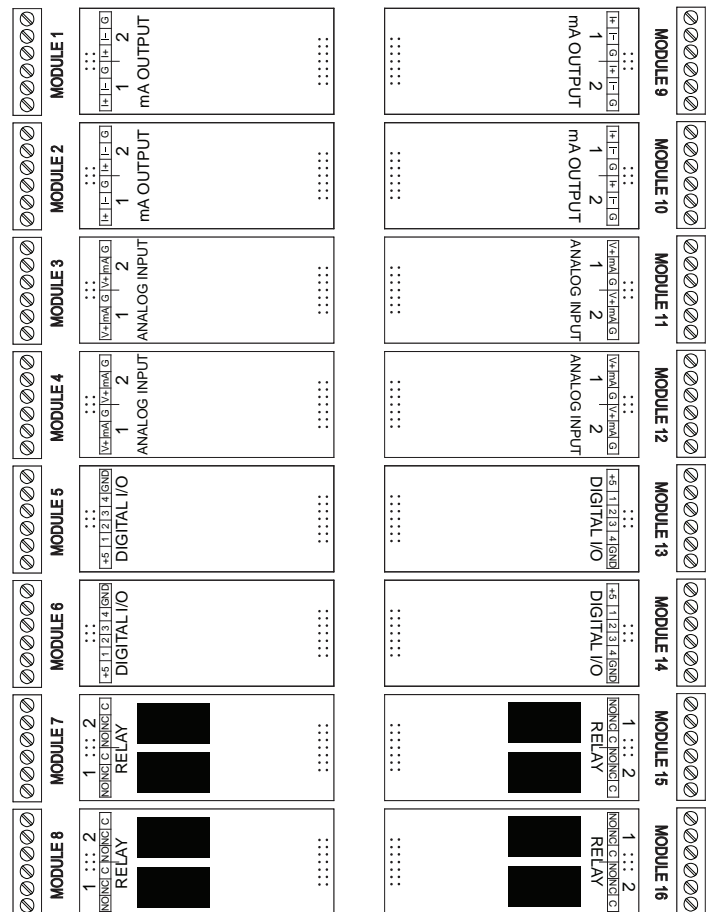 MODULE 1
I+ I– G I+ I– G
1 2
mA OUTPUT
MODULE 2
I+ I– G I+ I– G
1 2
mA OUTPUT
MODULE 3
V+ mA G V+ mA G
1 2
ANALOG INPUT
MODULE 4
V+ mA G V+ mA G
1 2
ANALOG INPUT
MODULE 5
+5 1 2 3 4 GND
DIGITAL I/O
MODULE 6
+5 1 2 3 4 GND
DIGITAL I/O
MODULE 7
1 2
NO NC C NO NC C
RELAY
MODULE 8
1 2
NO NC C NO NC C
RELAY
MODULE 9
I+ I– G I+ I– G
1 2
mA OUTPUT
MODULE 10
I+ I– G I+ I– G
1 2
mA OUTPUT
MODULE 11
V+ mA G V+ mA G
1 2
ANALOG INPUT
MODULE 12
V+ mA G V+ mA G
1 2
ANALOG INPUT
MODULE 13
+5 1 2 3 4 GND
DIGITAL I/O
MODULE 14
+5 1 2 3 4 GND
DIGITAL I/O
MODULE 15
1 2
NO NC C NO NC C
RELAY
MODULE 16
1 2
NO NC C NO NC C
RELAY